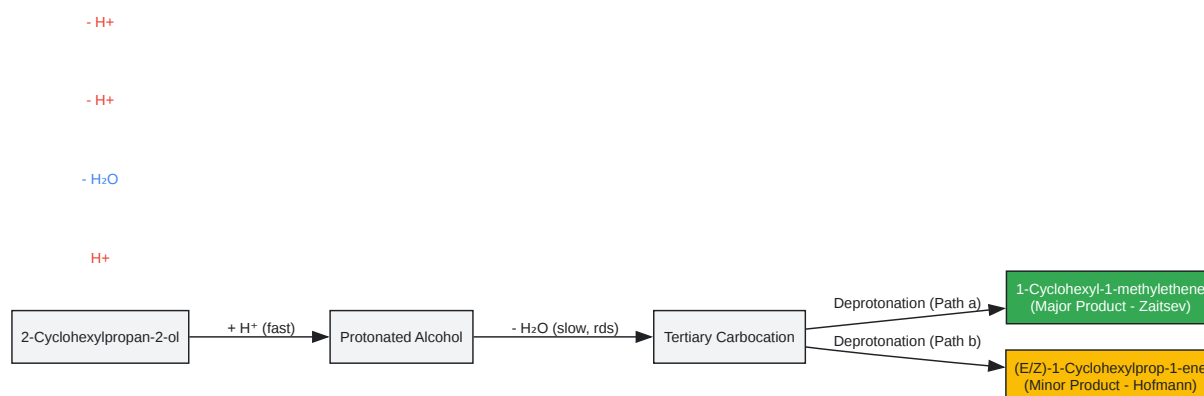 - H+
- H+
- H₂O
H+
2-Cyclohexylpropan-2-ol
+ H⁺ (fast)
Protonated Alcohol
- H₂O (slow, rds)
Tertiary Carbocation
Deprotonation (Path a)
1-Cyclohexyl-1-methylethene
(Major Product - Zaitsev)
Deprotonation (Path b)
(E/Z)-1-Cyclohexylprop-1-ene
(Minor Product - Hofmann)